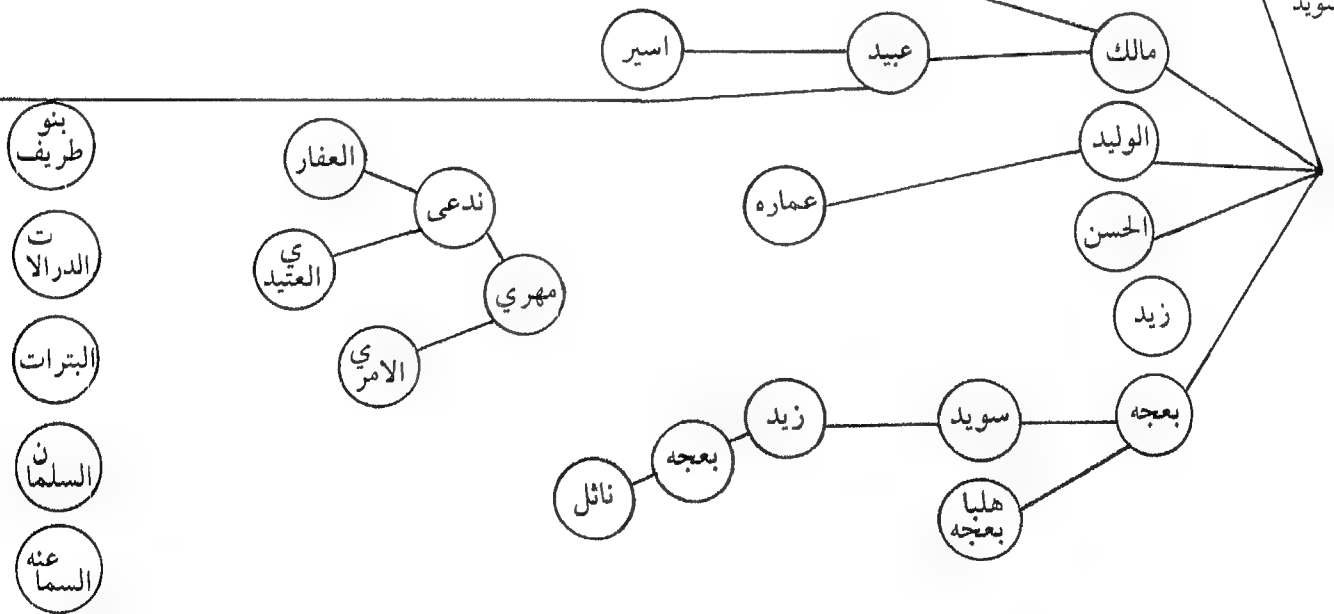 سويد
مالك
عبيد
اسير
الوليد
عماره
الحسن
زيد
بعجه
سويد
زيد
بعجه
نائل
هلبا
بعجه
العفار
ندعى
ي
العتيد
مهري
ي
الامر
بنو
طريف
ت
الدرالا
البترات
ن
السلما
عنه
السما